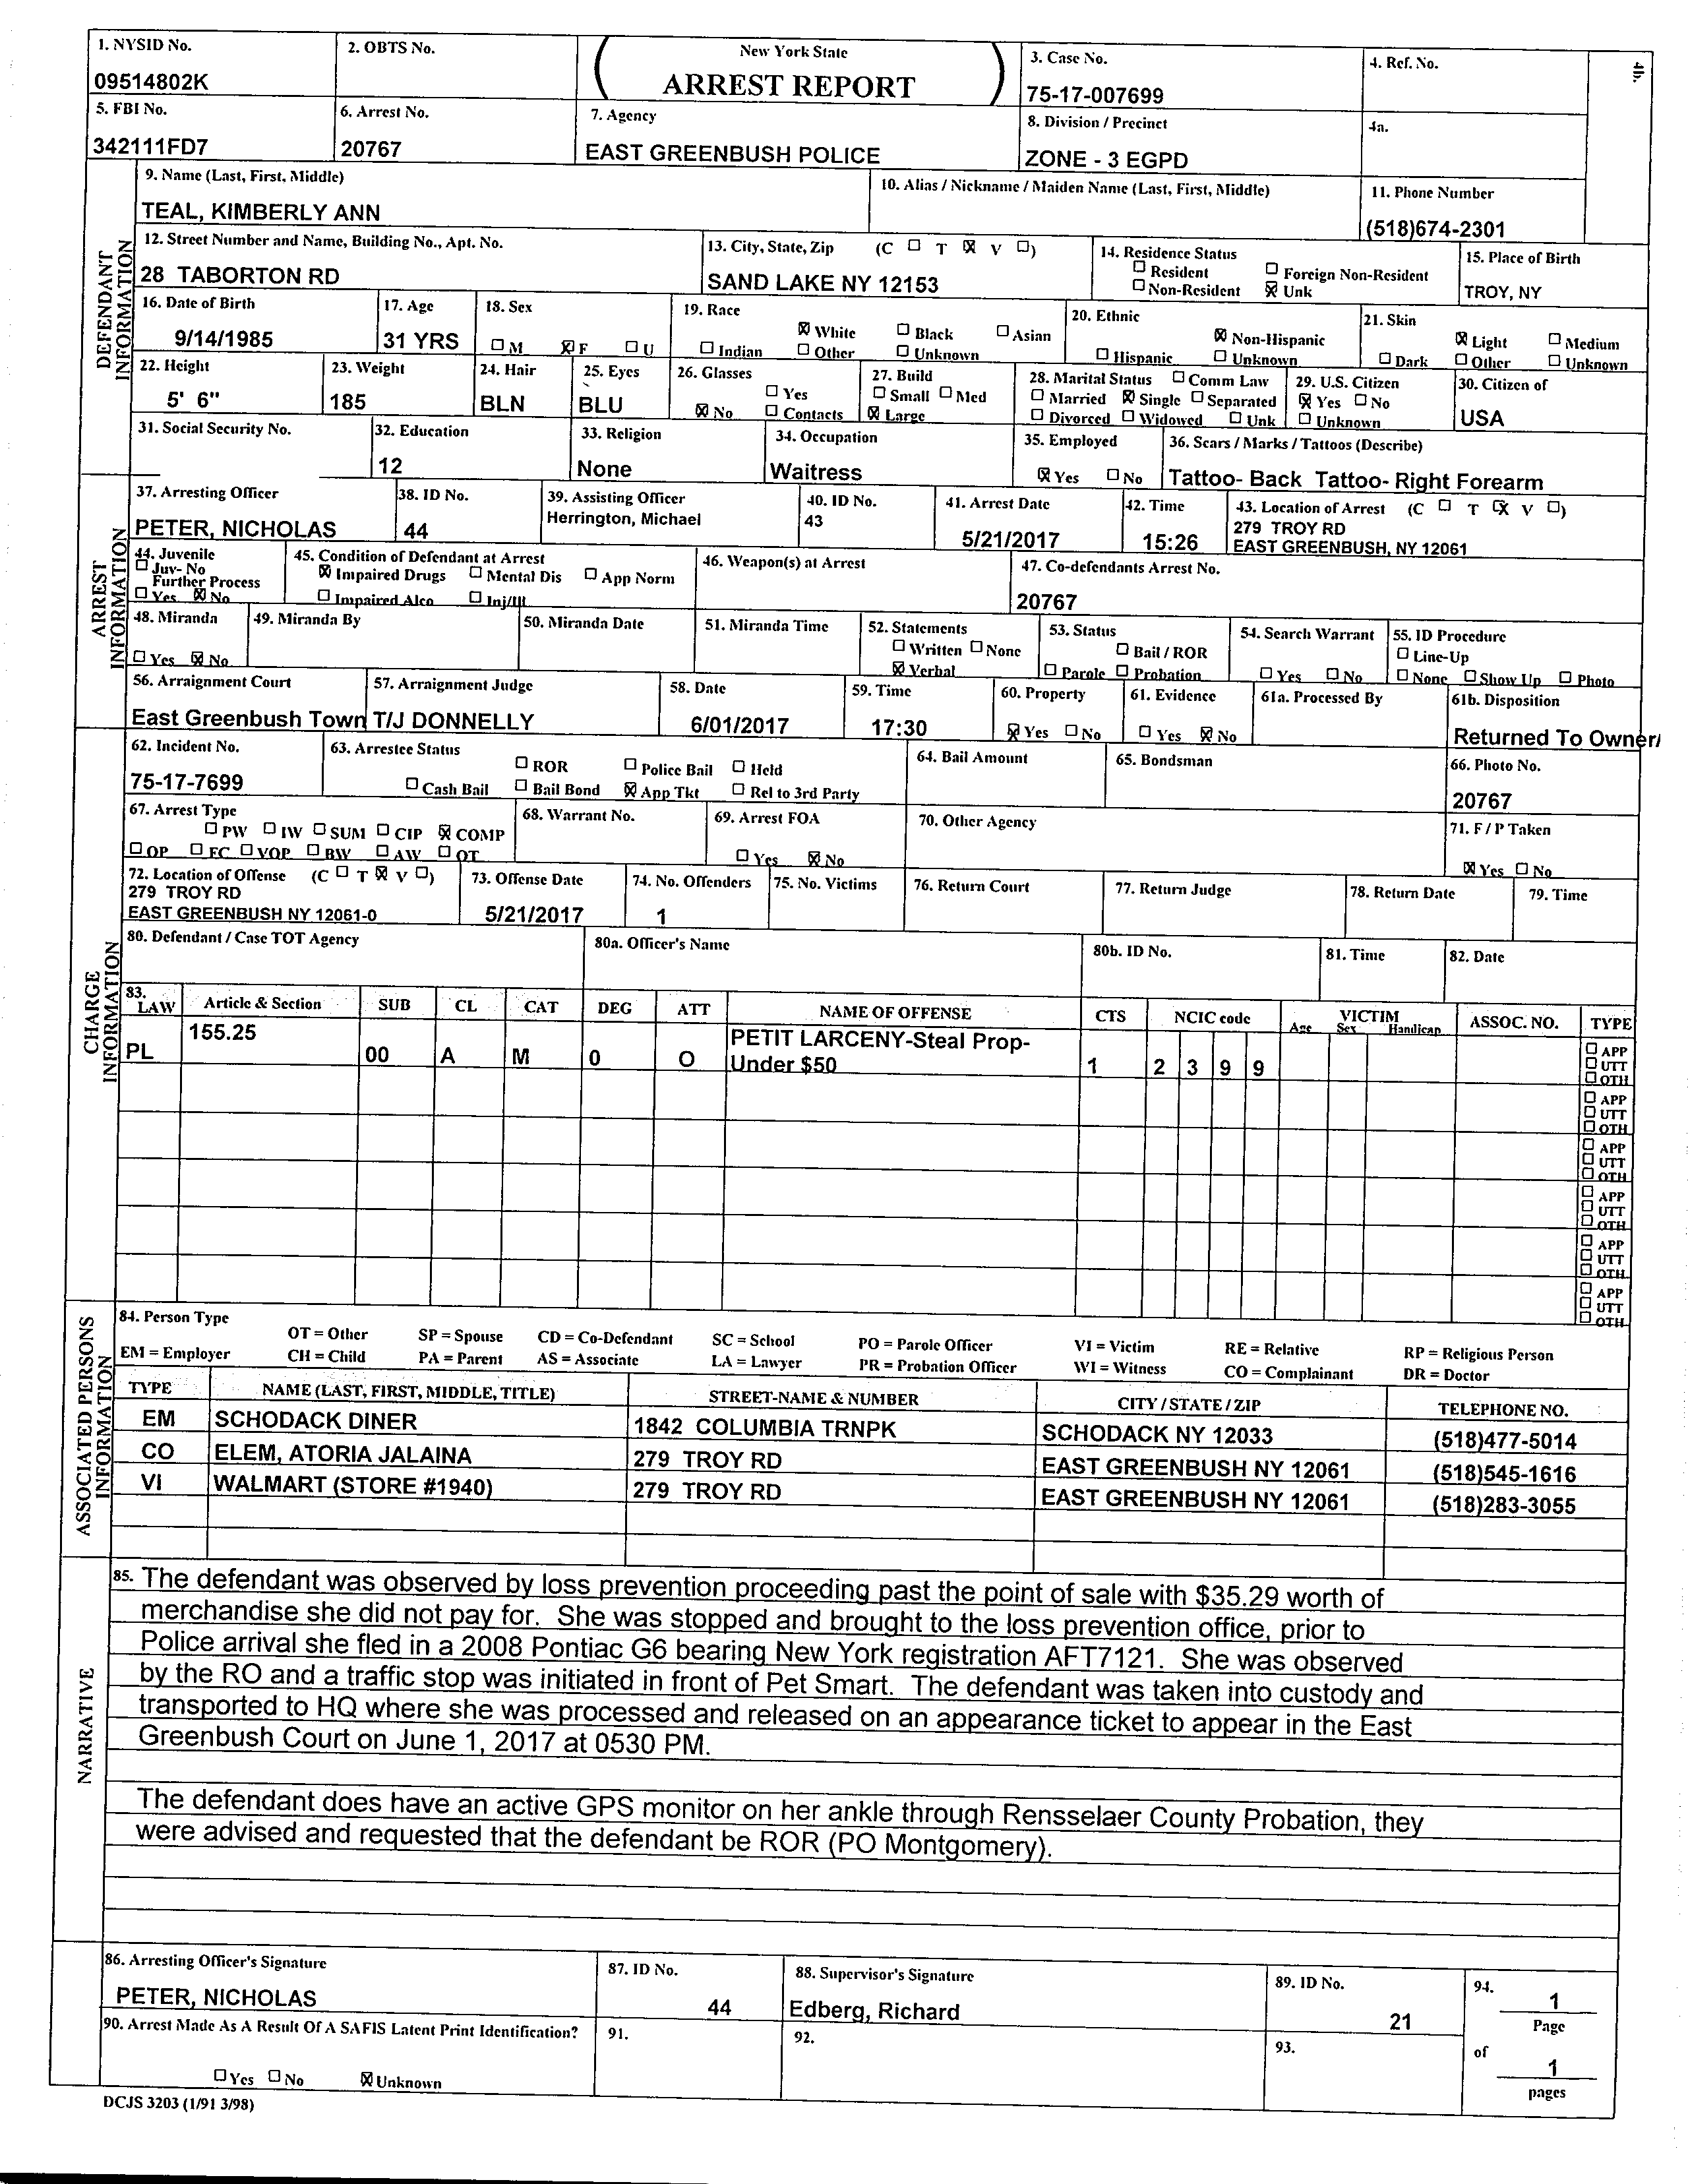 1. NYSID No. 2. OBTS No. New York State 3. Case No. 4. Ref. No. 4b.
09514802K ARREST REPORT 75-17-007699
5. FBI No. 6. Arrest No. 7. Agency 8. Division / Precinct 4a.
342111FD7 20767 EAST GREENBUSH POLICE ZONE - 3 EGPD
DEFENDANT INFORMATION
9. Name (Last, First, Middle) 10. Alias / Nickname / Maiden Name (Last, First, Middle) 11. Phone Number
TEAL, KIMBERLY ANN (518)674-2301
12. Street Number and Name, Building No., Apt. No. 13. City, State, Zip (C ☐ T ☒ V ☐) 14. Residence Status 15. Place of Birth
28 TABORTON RD SAND LAKE NY 12153 ☐ Resident ☐ Foreign Non-Resident
☐ Non-Resident ☒ Unk TROY, NY
16. Date of Birth 17. Age 18. Sex 19. Race 20. Ethnic 21. Skin
9/14/1985 31 YRS ☐ M ☒ F ☐ U ☒ White ☐ Black ☐ Asian ☒ Non-Hispanic ☒ Light ☐ Medium
☐ Indian ☐ Other ☐ Unknown ☐ Hispanic ☐ Unknown ☐ Dark ☐ Other ☐ Unknown
22. Height 23. Weight 24. Hair 25. Eyes 26. Glasses 27. Build 28. Marital Status ☐ Comm Law 29. U.S. Citizen 30. Citizen of
5' 6" 185 BLN BLU ☐ Yes ☐ Small ☐ Med ☐ Married ☒ Single ☐ Separated ☒ Yes ☐ No USA
☒ No ☐ Contacts ☒ Large ☐ Divorced ☐ Widowed ☐ Unk ☐ Unknown
31. Social Security No. 32. Education 33. Religion 34. Occupation 35. Employed 36. Scars / Marks / Tattoos (Describe)
12 None Waitress ☒ Yes ☐ No Tattoo- Back Tattoo- Right Forearm
ARREST INFORMATION
37. Arresting Officer 38. ID No. 39. Assisting Officer 40. ID No. 41. Arrest Date 42. Time 43. Location of Arrest (C ☐ T ☒ V ☐)
PETER, NICHOLAS 44 Herrington, Michael 43 5/21/2017 15:26 279 TROY RD
EAST GREENBUSH, NY 12061
44. Juvenile 45. Condition of Defendant at Arrest 46. Weapon(s) at Arrest 47. Co-defendants Arrest No.
☐ Juv- No Further Process ☒ Impaired Drugs ☐ Mental Dis ☐ App Norm
☐ Yes ☒ No ☐ Impaired Alco ☐ Inj/Ill 20767
48. Miranda 49. Miranda By 50. Miranda Date 51. Miranda Time 52. Statements 53. Status 54. Search Warrant 55. ID Procedure
☐ Written ☐ None ☐ Bail / ROR ☐ Line-Up
☐ Yes ☒ No ☒ Verbal ☐ Parole ☐ Probation ☐ Yes ☐ No ☐ None ☐ Show Up ☐ Photo
56. Arraignment Court 57. Arraignment Judge 58. Date 59. Time 60. Property 61. Evidence 61a. Processed By 61b. Disposition
East Greenbush Town T/J DONNELLY 6/01/2017 17:30 ☒ Yes ☐ No ☐ Yes ☒ No Returned To Owner/
CHARGE INFORMATION
62. Incident No. 63. Arrestee Status 64. Bail Amount 65. Bondsman 66. Photo No.
75-17-7699 ☐ ROR ☐ Police Bail ☐ Held
☐ Cash Bail ☐ Bail Bond ☒ App Tkt ☐ Rel to 3rd Party 20767
67. Arrest Type 68. Warrant No. 69. Arrest FOA 70. Other Agency 71. F / P Taken
☐ PW ☐ IW ☐ SUM ☐ CIP ☒ COMP
☐ OP ☐ FC ☐ VOP ☐ BW ☐ AW ☐ OT ☐ Yes ☒ No ☒ Yes ☐ No
72. Location of Offense (C ☐ T ☒ V ☐) 73. Offense Date 74. No. Offenders 75. No. Victims 76. Return Court 77. Return Judge 78. Return Date 79. Time
279 TROY RD
EAST GREENBUSH NY 12061-0 5/21/2017 1
80. Defendant / Case TOT Agency 80a. Officer's Name 80b. ID No. 81. Time 82. Date
83. LAW Article & Section SUB CL CAT DEG ATT NAME OF OFFENSE CTS NCIC code VICTIM Age Sex Handicap ASSOC. NO. TYPE
PL 155.25 00 A M 0 O PETIT LARCENY-Steal Prop- 1 2 3 9 9 ☐ APP
Under $50 ☐ UTT
☐ OTH
☐ APP
☐ UTT
☐ OTH
☐ APP
☐ UTT
☐ OTH
☐ APP
☐ UTT
☐ OTH
☐ APP
☐ UTT
☐ OTH
☐ APP
☐ UTT
☐ OTH
ASSOCIATED PERSONS INFORMATION
84. Person Type
OT = Other SP = Spouse CD = Co-Defendant SC = School PO = Parole Officer VI = Victim RE = Relative RP = Religious Person
EM = Employer CH = Child PA = Parent AS = Associate LA = Lawyer PR = Probation Officer WI = Witness CO = Complainant DR = Doctor
TYPE NAME (LAST, FIRST, MIDDLE, TITLE) STREET-NAME & NUMBER CITY / STATE / ZIP TELEPHONE NO.
EM SCHODACK DINER 1842 COLUMBIA TRNPK SCHODACK NY 12033 (518)477-5014
CO ELEM, ATORIA JALAINA 279 TROY RD EAST GREENBUSH NY 12061 (518)545-1616
VI WALMART (STORE #1940) 279 TROY RD EAST GREENBUSH NY 12061 (518)283-3055
NARRATIVE
85. The defendant was observed by loss prevention proceeding past the point of sale with $35.29 worth of
merchandise she did not pay for. She was stopped and brought to the loss prevention office, prior to
Police arrival she fled in a 2008 Pontiac G6 bearing New York registration AFT7121. She was observed
by the RO and a traffic stop was initiated in front of Pet Smart. The defendant was taken into custody and
transported to HQ where she was processed and released on an appearance ticket to appear in the East
Greenbush Court on June 1, 2017 at 0530 PM.
The defendant does have an active GPS monitor on her ankle through Rensselaer County Probation, they
were advised and requested that the defendant be ROR (PO Montgomery).
86. Arresting Officer's Signature 87. ID No. 88. Supervisor's Signature 89. ID No. 94.
PETER, NICHOLAS 44 Edberg, Richard 21 1 Page
90. Arrest Made As A Result Of A SAFIS Latent Print Identification? 91. 92. 93. of
☐ Yes ☐ No ☒ Unknown 1 pages
DCJS 3203 (1/91 3/98)